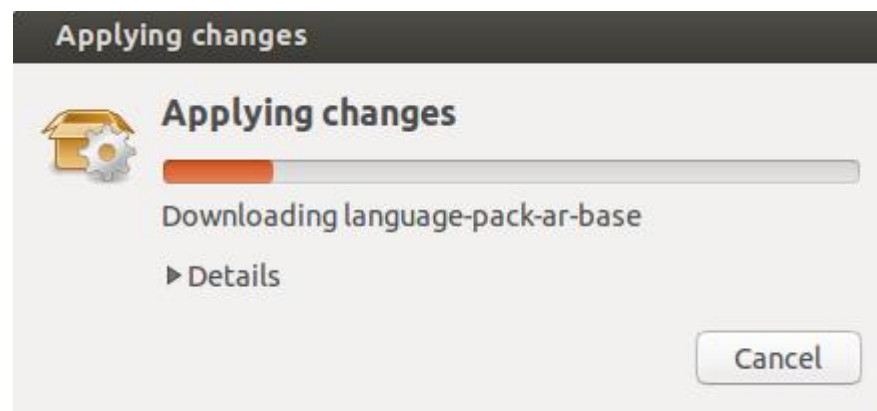 Applying changes
Applying changes
Downloading language-pack-ar-base
Details
Cancel